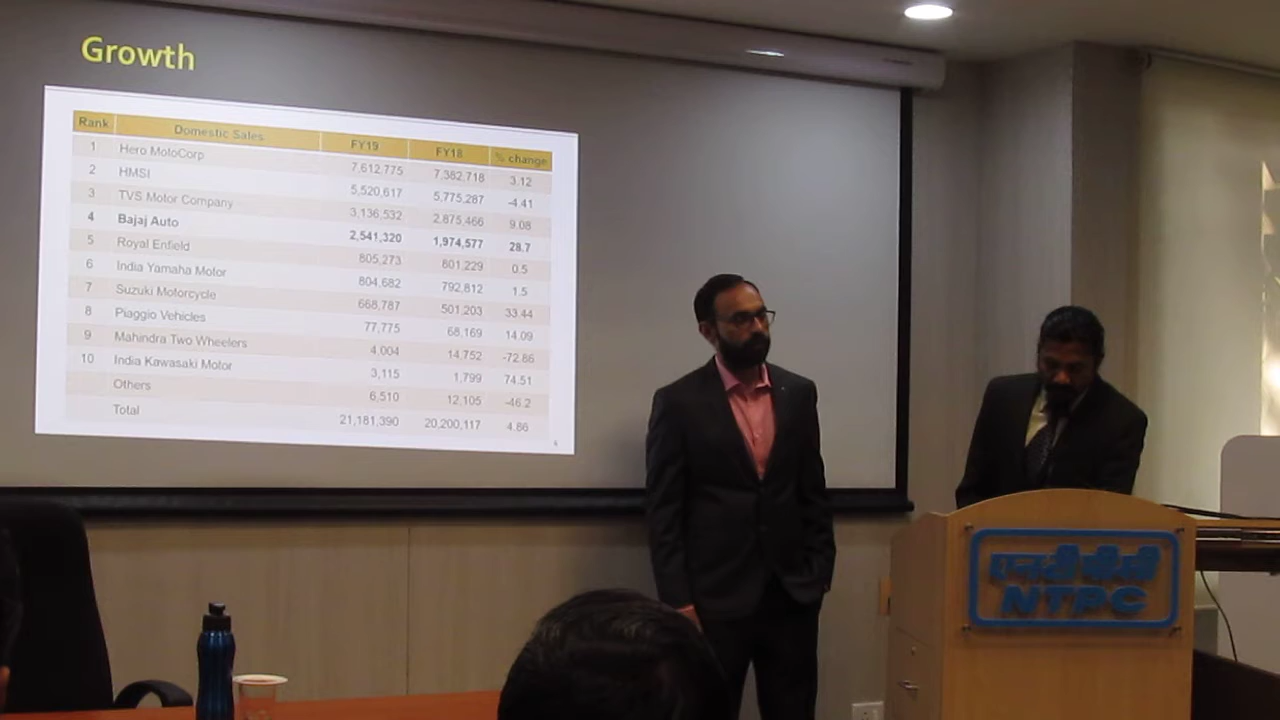 Growth
Rank Domestic Sales FY19 FY18 % change
1 Hero MotoCorp 7,612,775 7,382,718 3.12
2 HMSI 5,520,617 5,775,287 -4.41
3 TVS Motor Company 3,136,532 2,875,466 9.08
4 Bajaj Auto 2,541,320 1,974,577 28.7
5 Royal Enfield 805,273 801,229 0.5
6 India Yamaha Motor 804,682 792,812 1.5
7 Suzuki Motorcycle 668,787 501,203 33.44
8 Piaggio Vehicles 77,775 68,169 14.09
9 Mahindra Two Wheelers 4,004 14,752 -72.86
10 India Kawasaki Motor 3,115 1,799 74.51
Others 6,510 12,105 -46.2
Total 21,181,390 20,200,117 4.86
एनटीपीसी
NTPC